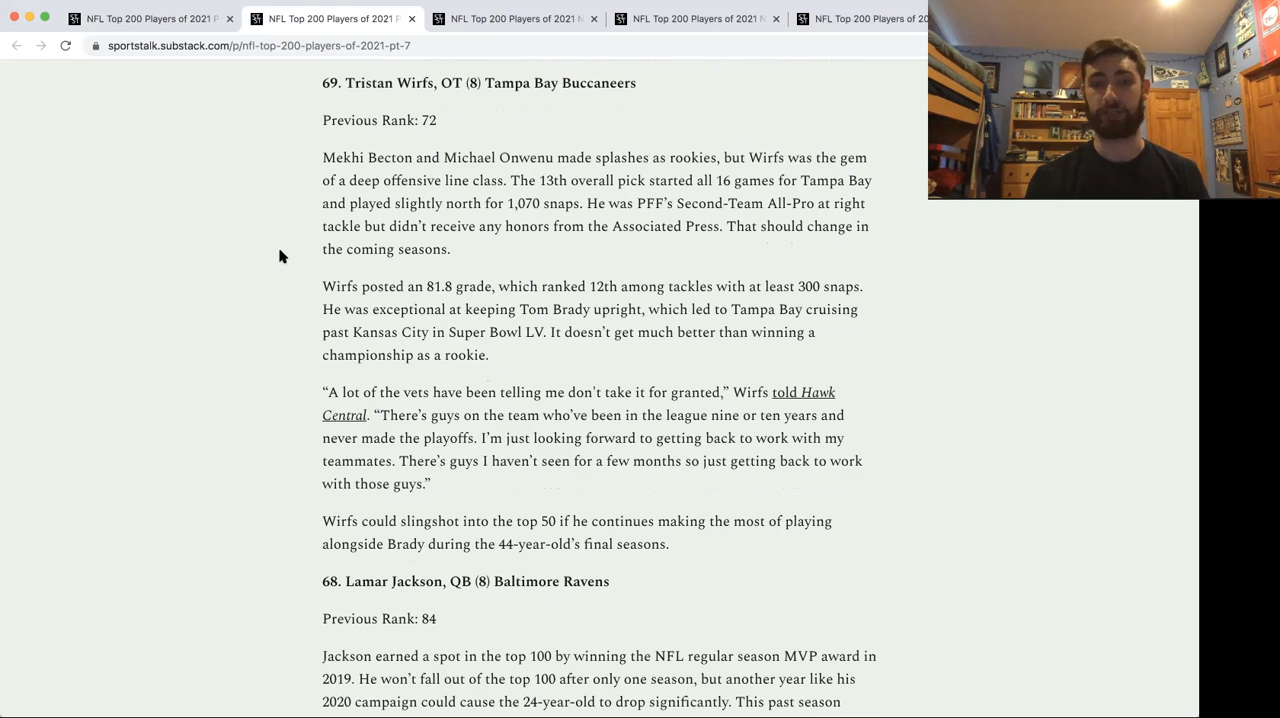 NFL Top 200 Players of 2021 P
NFL Top 200 Players of 2021 P
NFL Top 200 Players of 2021 N
NFL Top 200 Players of 2021 N
NFL Top 200 Players of 20
sportstalk.substack.com/p/nfl-top-200-players-of-2021-pt-7
69. Tristan Wirfs, OT (8) Tampa Bay Buccaneers
Previous Rank: 72
Mekhi Becton and Michael Onwenu made splashes as rookies, but Wirfs was the gem
of a deep offensive line class. The 13th overall pick started all 16 games for Tampa Bay
and played slightly north for 1,070 snaps. He was PFF’s Second-Team All-Pro at right
tackle but didn’t receive any honors from the Associated Press. That should change in
the coming seasons.
Wirfs posted an 81.8 grade, which ranked 12th among tackles with at least 300 snaps.
He was exceptional at keeping Tom Brady upright, which led to Tampa Bay cruising
past Kansas City in Super Bowl LV. It doesn’t get much better than winning a
championship as a rookie.
“A lot of the vets have been telling me don’t take it for granted,” Wirfs told Hawk
Central. “There’s guys on the team who’ve been in the league nine or ten years and
never made the playoffs. I’m just looking forward to getting back to work with my
teammates. There’s guys I haven’t seen for a few months so just getting back to work
with those guys.”
Wirfs could slingshot into the top 50 if he continues making the most of playing
alongside Brady during the 44-year-old’s final seasons.
68. Lamar Jackson, QB (8) Baltimore Ravens
Previous Rank: 84
Jackson earned a spot in the top 100 by winning the NFL regular season MVP award in
2019. He won’t fall out of the top 100 after only one season, but another year like his
2020 campaign could cause the 24-year-old to drop significantly. This past season